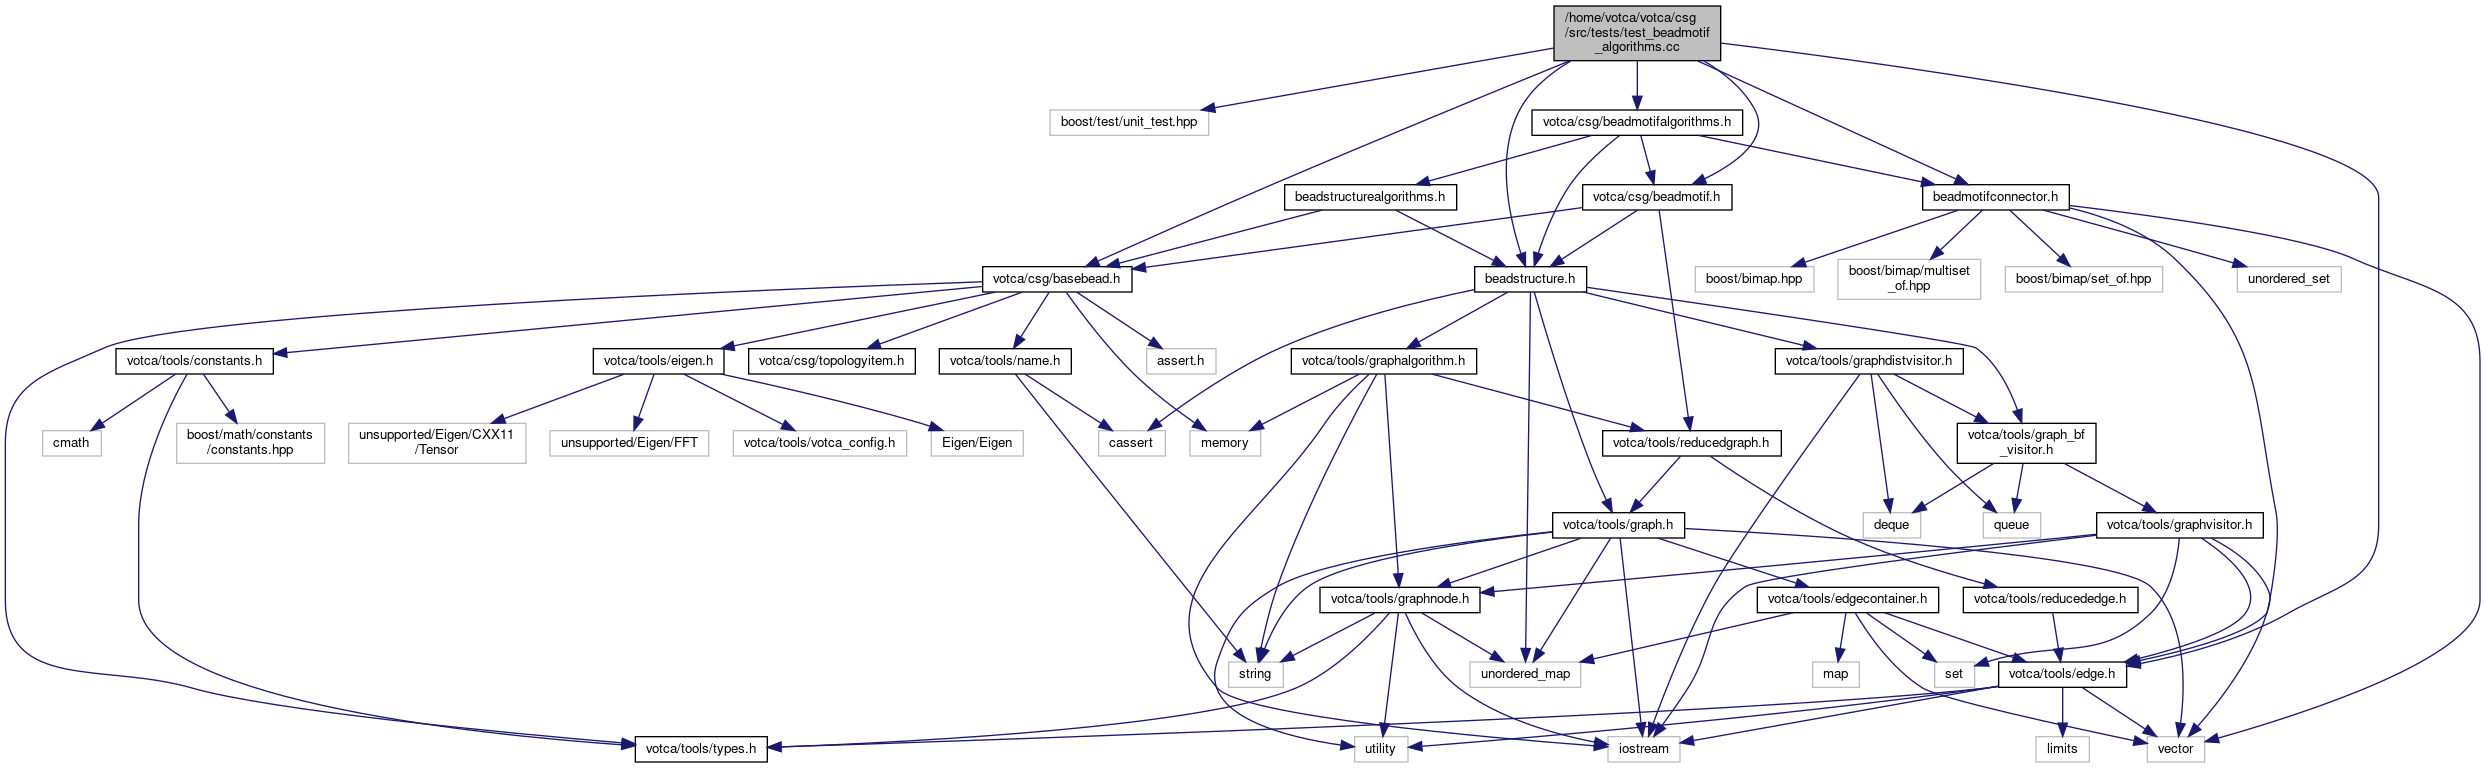 /home/votca/votca/csg
/src/tests/test_beadmotif
_algorithms.cc
boost/test/unit_test.hpp
votca/csg/beadmotifalgorithms.h
beadstructurealgorithms.h
votca/csg/beadmotif.h
beadmotifconnector.h
votca/csg/basebead.h
beadstructure.h
boost/bimap.hpp
boost/bimap/multiset
_of.hpp
boost/bimap/set_of.hpp
unordered_set
votca/tools/constants.h
votca/tools/eigen.h
votca/csg/topologyitem.h
votca/tools/name.h
assert.h
votca/tools/graphalgorithm.h
votca/tools/graphdistvisitor.h
cmath
boost/math/constants
/constants.hpp
unsupported/Eigen/CXX11
/Tensor
unsupported/Eigen/FFT
votca/tools/votca_config.h
Eigen/Eigen
cassert
memory
votca/tools/reducedgraph.h
votca/tools/graph_bf
_visitor.h
votca/tools/graph.h
deque
queue
votca/tools/graphvisitor.h
votca/tools/graphnode.h
votca/tools/edgecontainer.h
votca/tools/reducededge.h
string
unordered_map
map
set
votca/tools/edge.h
votca/tools/types.h
utility
iostream
limits
vector